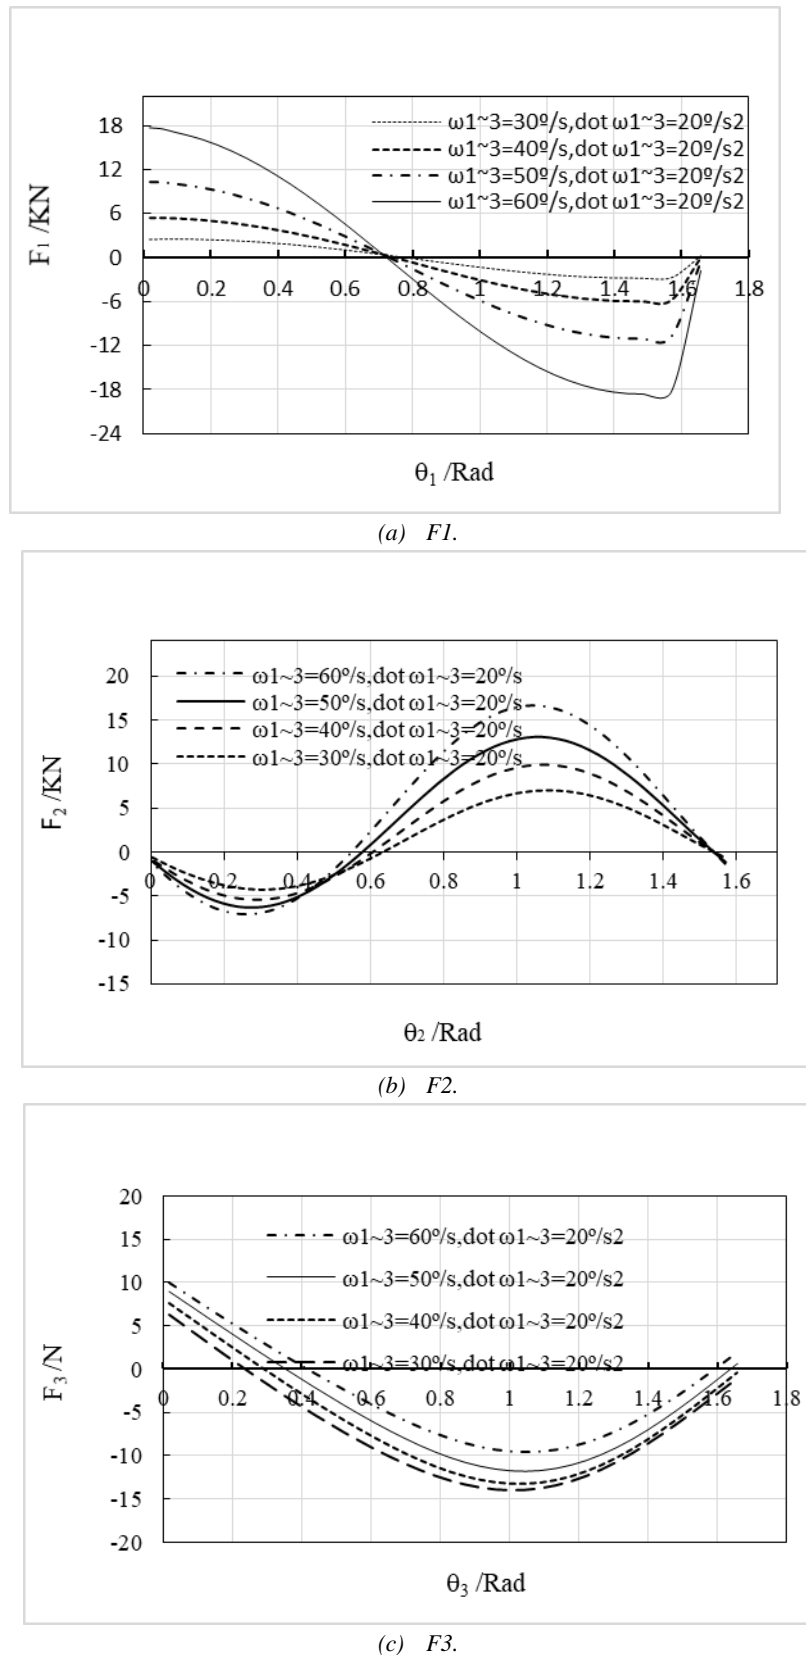 ω1~3=30º/s,dot ω1~3=20º/s2
ω1~3=40º/s,dot ω1~3=20º/s2
ω1~3=50º/s,dot ω1~3=20º/s2
ω1~3=60º/s,dot ω1~3=20º/s2
18
12
6
0
-6
-12
-18
-24
0 0.2 0.4 0.6 0.8 1 1.2 1.4 1.6 1.8
F1 /KN
θ1 /Rad
(a) F1.
ω1~3=60º/s,dot ω1~3=20º/s
ω1~3=50º/s,dot ω1~3=20º/s
ω1~3=40º/s,dot ω1~3=20º/s
ω1~3=30º/s,dot ω1~3=20º/s
20
15
10
5
0
-5
-10
-15
0 0.2 0.4 0.6 0.8 1 1.2 1.4 1.6
F2 /KN
θ2 /Rad
(b) F2.
ω1~3=60º/s,dot ω1~3=20º/s2
ω1~3=50º/s,dot ω1~3=20º/s2
ω1~3=40º/s,dot ω1~3=20º/s2
ω1~3=30º/s,dot ω1~3=20º/s2
20
15
10
5
0
-5
-10
-15
-20
0 0.2 0.4 0.6 0.8 1 1.2 1.4 1.6 1.8
F3 /N
θ3 /Rad
(c) F3.